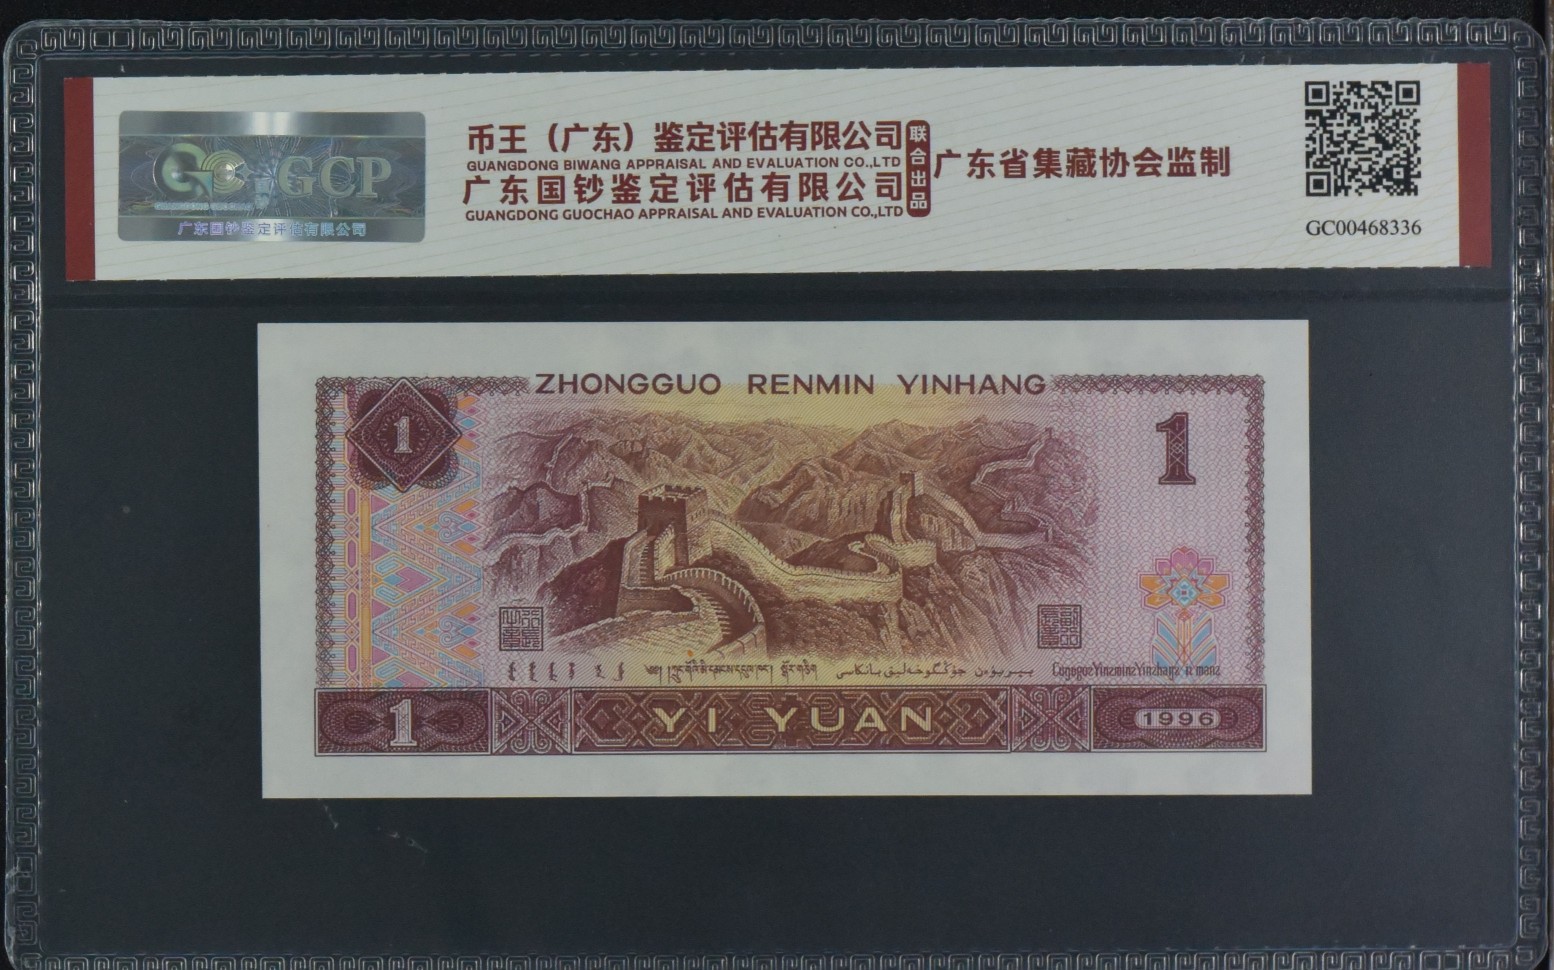 GCP
广东国钞鉴定评估有限公司
币王（广东）鉴定评估有限公司
GUANGDONG BIWANG APPRAISAL AND EVALUATION CO.,LTD
广东国钞鉴定评估有限公司
GUANGDONG GUOCHAO APPRAISAL AND EVALUATION CO.,LTD
联合出品
广东省集藏协会监制
GC00468336
ZHONGGUO RENMIN YINHANG
1
1
1
YI YUAN
1996